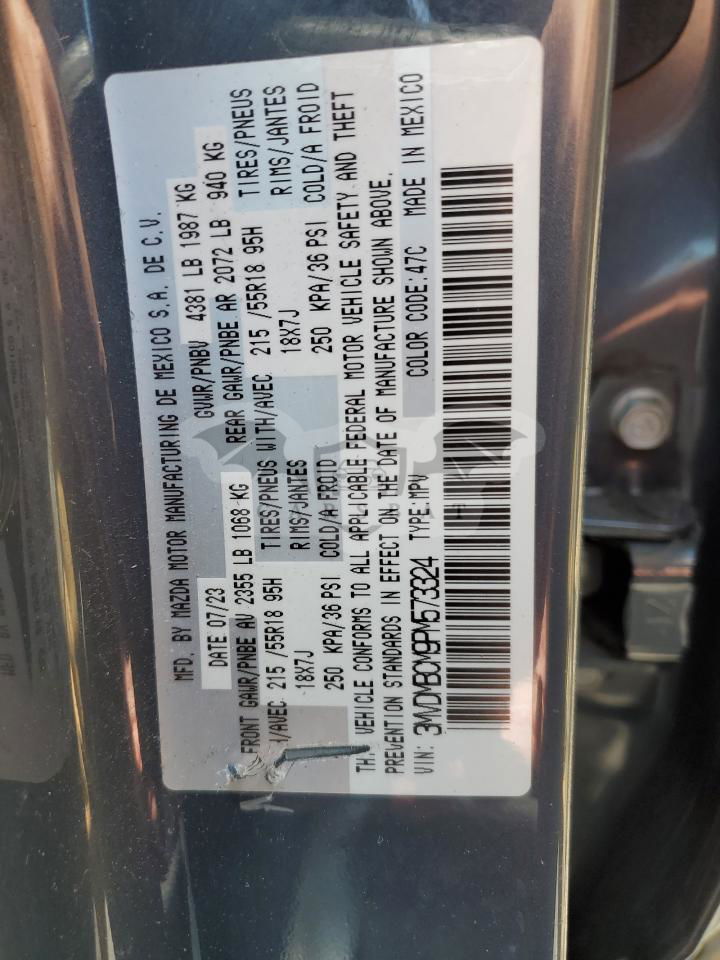 MFD. BY MAZDA MOTOR MANUFACTURING DE MEXICO S.A. DE C.V.
DATE 07/23 GVWR/PNBV 4381 LB 1987 KG
FRONT GAWR/PNBE AV 2355 LB 1068 KG REAR GAWR/PNBE AR 2072 LB 940 KG
/AVEC 215 /55R18 95H TIRES/PNEUS WITH/AVEC 215 /55R18 95H TIRES/PNEUS
18X7J RIMS/JANTES 18X7J RIMS/JANTES
250 KPA/36 PSI COLD/A FROID 250 KPA/36 PSI COLD/A FROID
VEHICLE CONFORMS TO ALL APPLICABLE FEDERAL MOTOR VEHICLE SAFETY AND THEFT
PREVENTION STANDARDS IN EFFECT ON THE DATE OF MANUFACTURE SHOWN ABOVE.
VIN: 3MVDMBCM9PM573324 TYPE:MPV COLOR CODE:47C MADE IN MEXICO